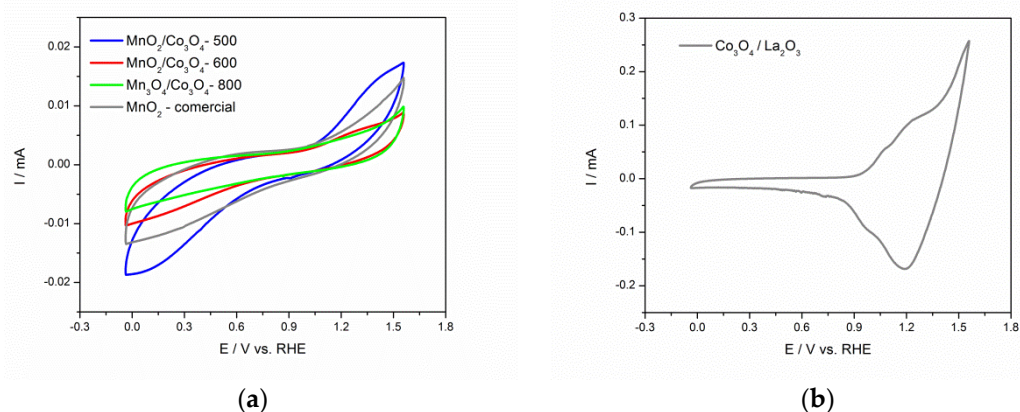 MnO₂/Co₃O₄- 500
MnO₂/Co₃O₄- 600
Mn₃O₄/Co₃O₄- 800
MnO₂ - comercial
0.02
0.01
0.00
-0.01
-0.02
I / mA
-0.3 0.0 0.3 0.6 0.9 1.2 1.5 1.8
E / V vs. RHE
(a)
Co₃O₄ / La₂O₃
0.3
0.2
0.1
0.0
-0.1
-0.2
I / mA
-0.3 0.0 0.3 0.6 0.9 1.2 1.5 1.8
E / V vs. RHE
(b)